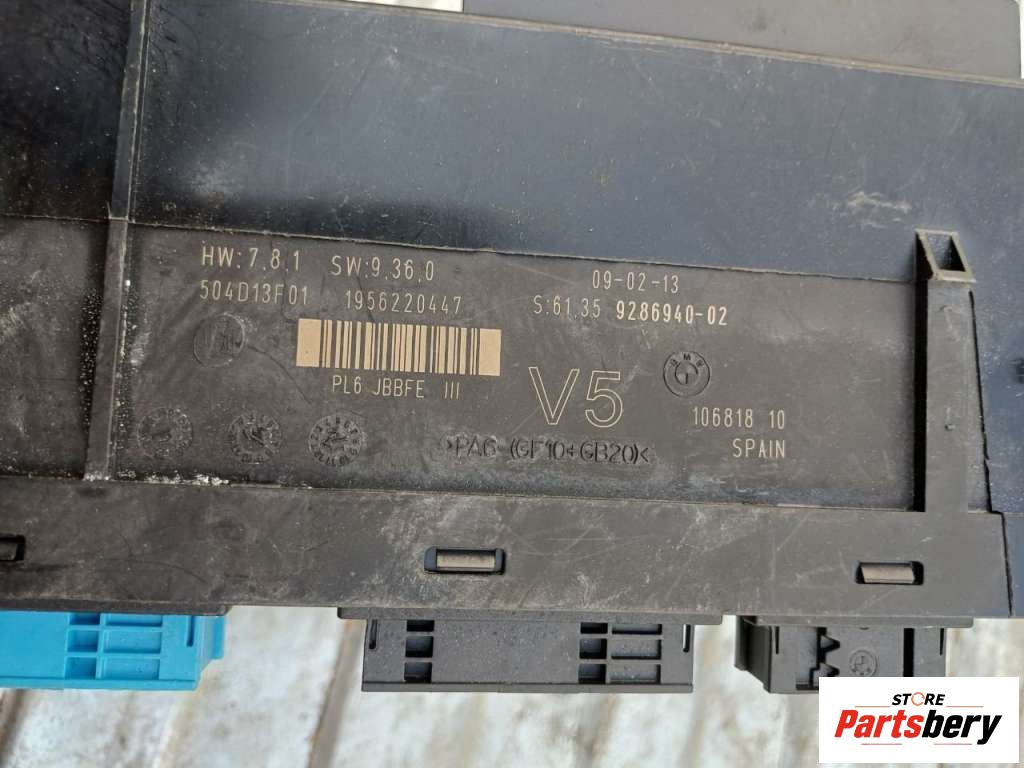 HW:7.8.1 SW:9.36.0 09-02-13
504D13F01 1956220447 S:61.35 9286940-02
PL6 JBBFE III
V5
BMW
106818 10
SPAIN
>PA6 (GF10+GB20)<
STORE
Partsbery